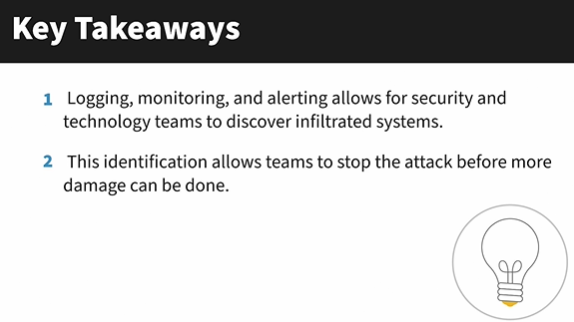 Key Takeaways
1 Logging, monitoring, and alerting allows for security and
technology teams to discover infiltrated systems.
2 This identification allows teams to stop the attack before more
damage can be done.